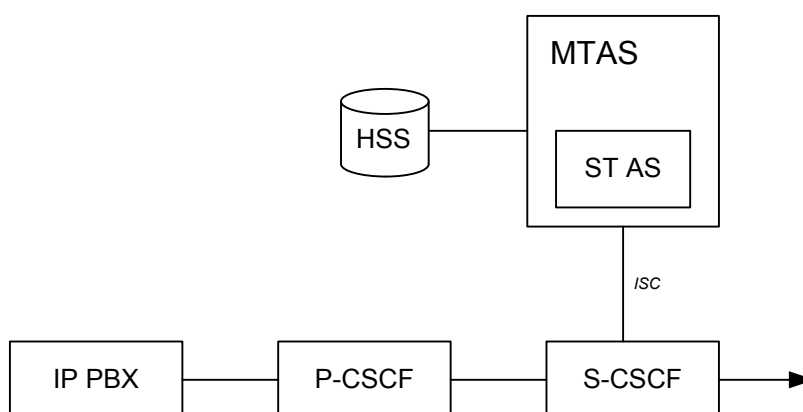 MTAS
HSS
ST AS
ISC
IP PBX
P-CSCF
S-CSCF